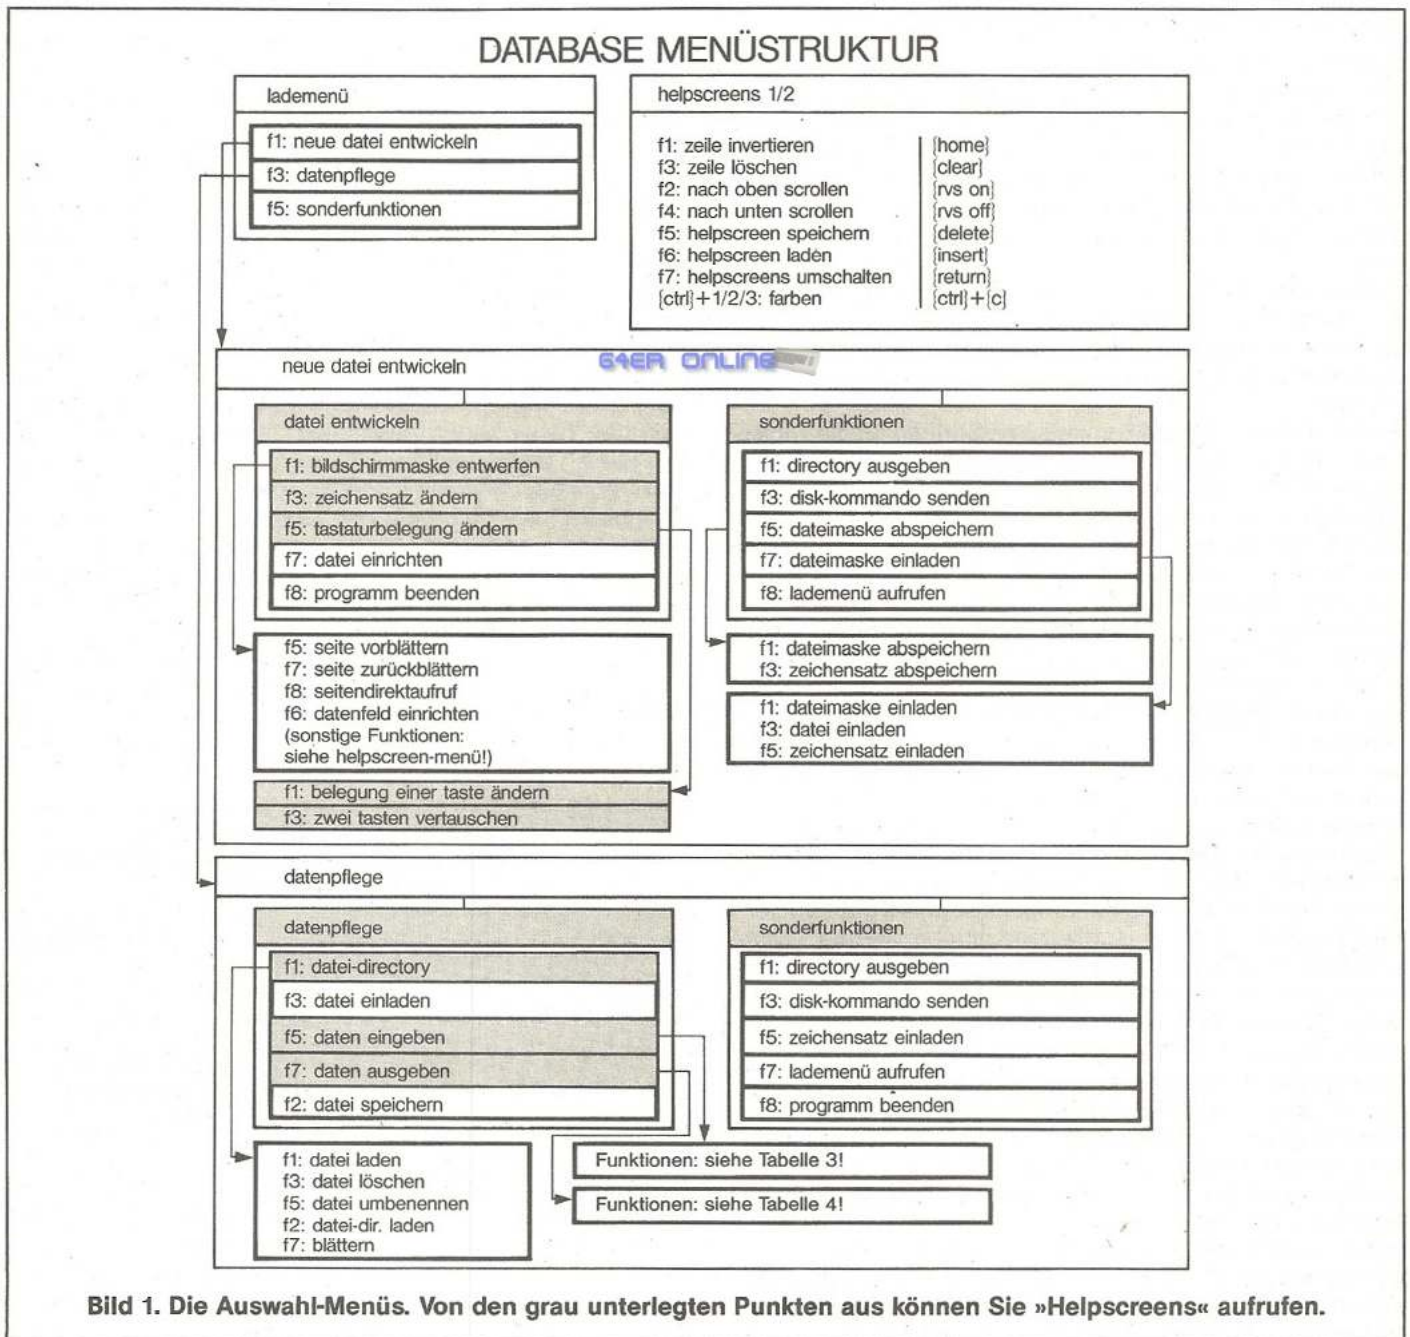 DATABASE MENÜSTRUKTUR
lademenü
f1: neue datei entwickeln
f3: datenpflege
f5: sonderfunktionen
helpscreens 1/2
f1: zeile invertieren
f3: zeile löschen
f2: nach oben scrollen
f4: nach unten scrollen
f5: helpscreen speichern
f6: helpscreen laden
f7: helpscreens umschalten
{ctrl}+1/2/3: farben
{home}
{clear}
{rvs on}
{rvs off}
{delete}
{insert}
{return}
{ctrl}+{c}
neue datei entwickeln
64ER ONLINE
datei entwickeln
f1: bildschirmmaske entwerfen
f3: zeichensatz ändern
f5: tastaturbelegung ändern
f7: datei einrichten
f8: programm beenden
f5: seite vorblättern
f7: seite zurückblättern
f8: seitendirektaufruf
f6: datenfeld einrichten
(sonstige Funktionen:
siehe helpscreen-menü!)
f1: belegung einer taste ändern
f3: zwei tasten vertauschen
sonderfunktionen
f1: directory ausgeben
f3: disk-kommando senden
f5: dateimaske abspeichern
f7: dateimaske einladen
f8: lademenü aufrufen
f1: dateimaske abspeichern
f3: zeichensatz abspeichern
f1: dateimaske einladen
f3: datei einladen
f5: zeichensatz einladen
datenpflege
datenpflege
f1: datei-directory
f3: datei einladen
f5: daten eingeben
f7: daten ausgeben
f2: datei speichern
f1: datei laden
f3: datei löschen
f5: datei umbenennen
f2: datei-dir. laden
f7: blättern
sonderfunktionen
f1: directory ausgeben
f3: disk-kommando senden
f5: zeichensatz einladen
f7: lademenü aufrufen
f8: programm beenden
Funktionen: siehe Tabelle 3!
Funktionen: siehe Tabelle 4!
Bild 1. Die Auswahl-Menüs. Von den grau unterlegten Punkten aus können Sie »Helpscreens« aufrufen.